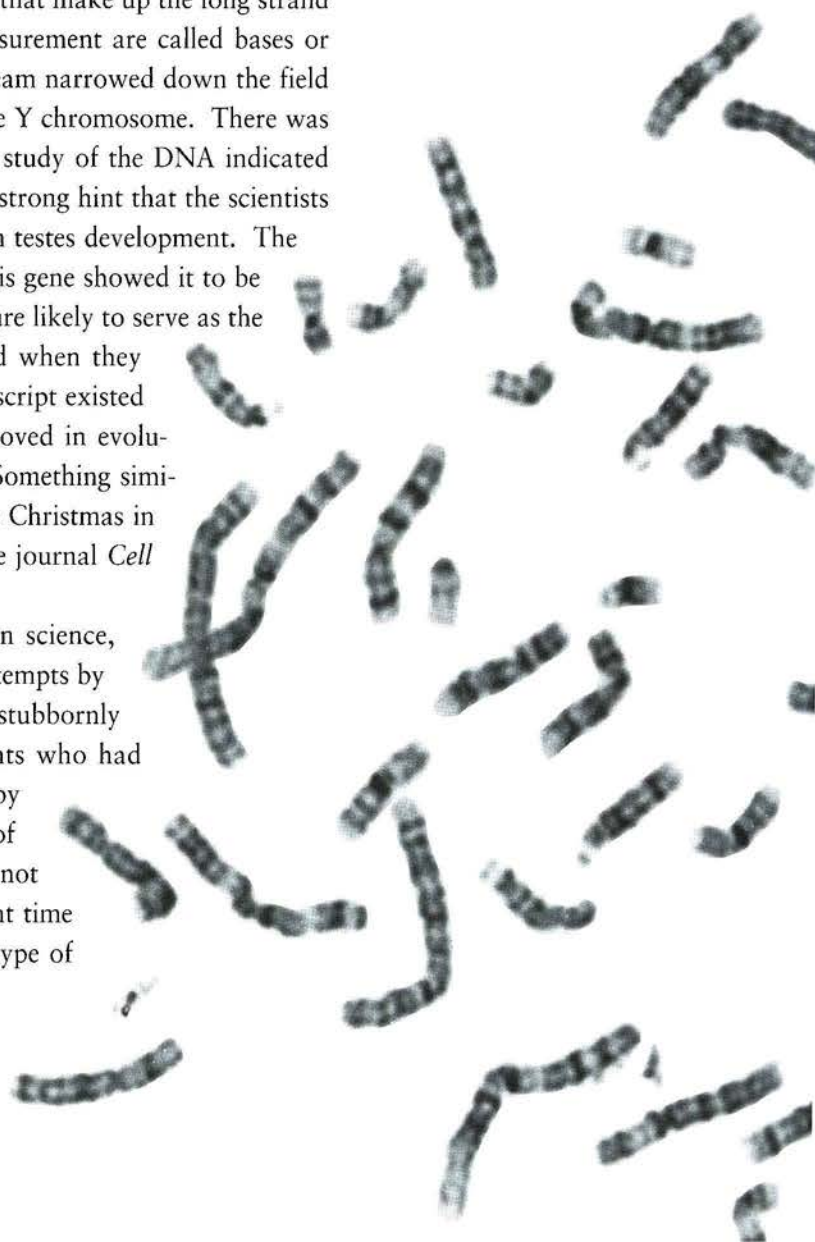 that make up the long strand
surement are called bases or
eam narrowed down the field
e Y chromosome. There was
study of the DNA indicated
strong hint that the scientists
n testes development. The
is gene showed it to be
ure likely to serve as the
d when they
script existed
oved in evolu-
Something simi-
Christmas in
e journal Cell
n science,
tempts by
stubbornly
nts who had
by
of
not
nt time
ype of